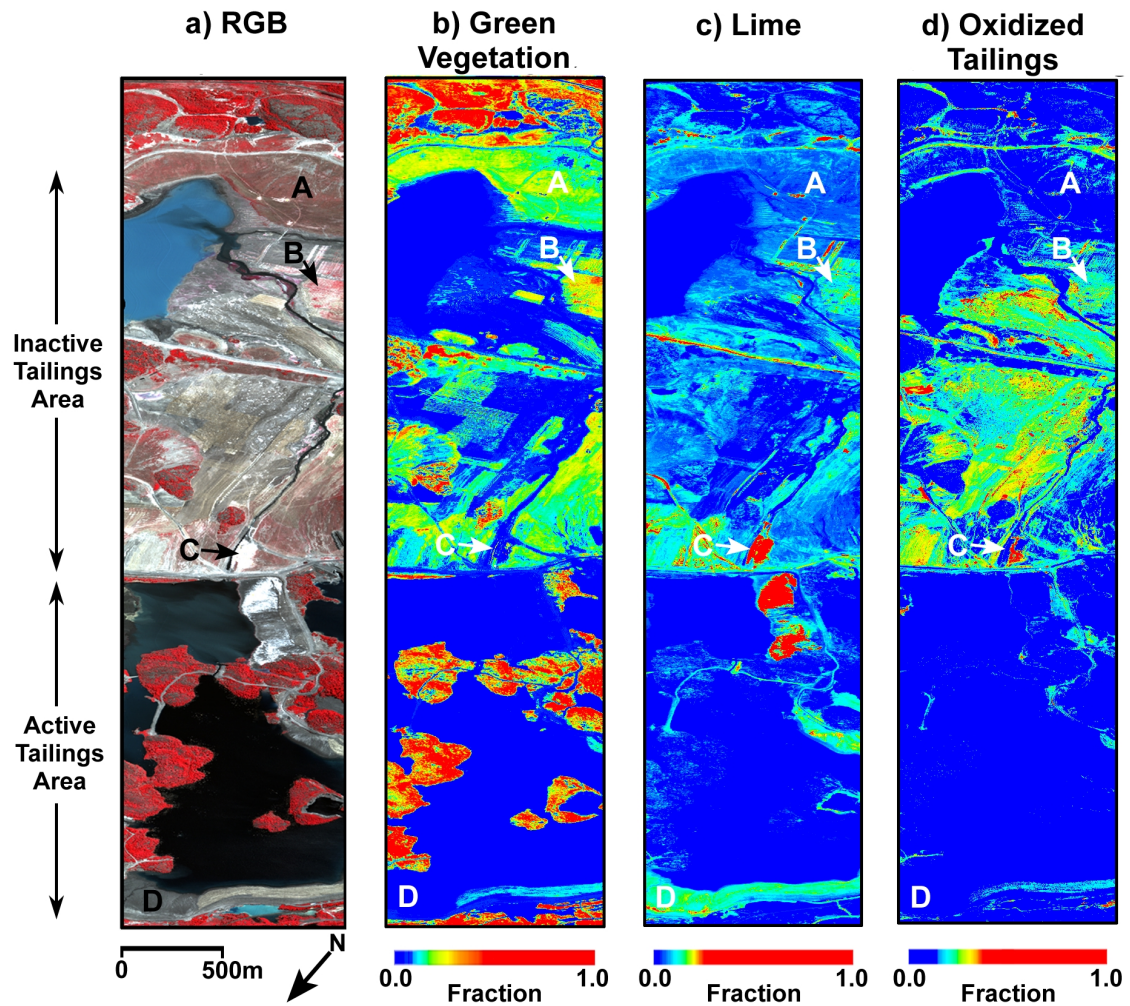 a) RGB
b) Green
Vegetation
c) Lime
d) Oxidized
Tailings
A
B
C
D
A
B
C
D
A
B
C
D
A
B
C
D
Inactive
Tailings
Area
Active
Tailings
Area
N
0 500m
0.0 1.0
Fraction
0.0 1.0
Fraction
0.0 1.0
Fraction